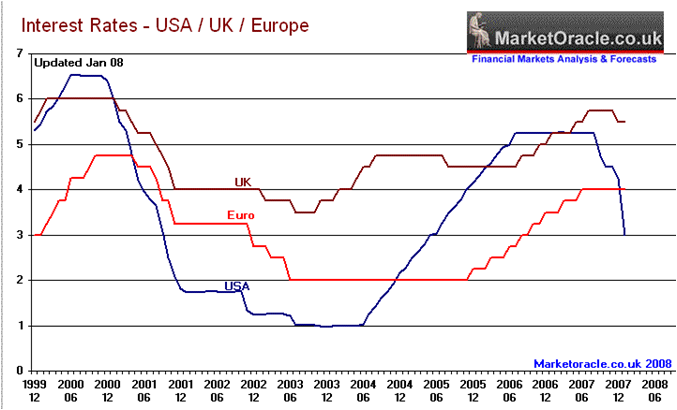 Interest Rates - USA / UK / Europe
MarketOracle.co.uk
Financial Markets Analysis & Forecasts
Updated Jan 08
7
6
5
4
3
2
1
0
UK
Euro
USA
Marketoracle.co.uk 2008
1999 2000 2000 2001 2001 2002 2002 2003 2003 2004 2004 2005 2005 2006 2006 2007 2007 2008
12 06 12 06 12 06 12 06 12 06 12 06 12 06 12 06 12 06